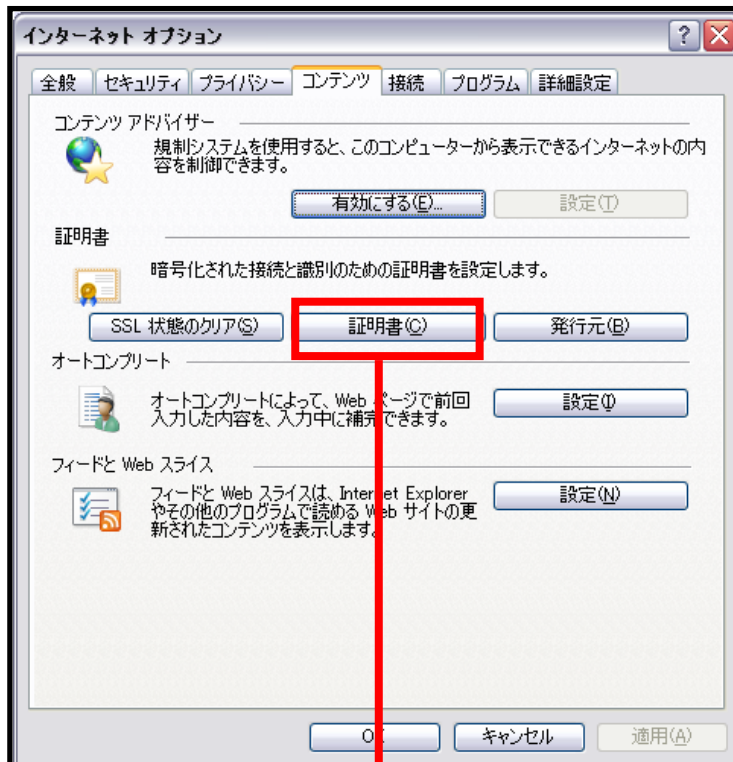 インターネット オプション
全般 セキュリティ プライバシー コンテンツ 接続 プログラム 詳細設定
コンテンツ アドバイザー
規制システムを使用すると、このコンピューターから表示できるインターネットの内
容を制御できます。
有効にする(E)... 設定(T)
証明書
暗号化された接続と識別のための証明書を設定します。
SSL 状態のクリア(S) 証明書(C) 発行元(B)
オートコンプリート
オートコンプリートによって、Web ページで前回
入力した内容を、入力中に補完できます。
設定(I)
フィードと Web スライス
フィードと Web スライスは、Internet Explorer
やその他のプログラムで読める Web サイトの更
新されたコンテンツを表示します。
設定(N)
OK キャンセル 適用(A)